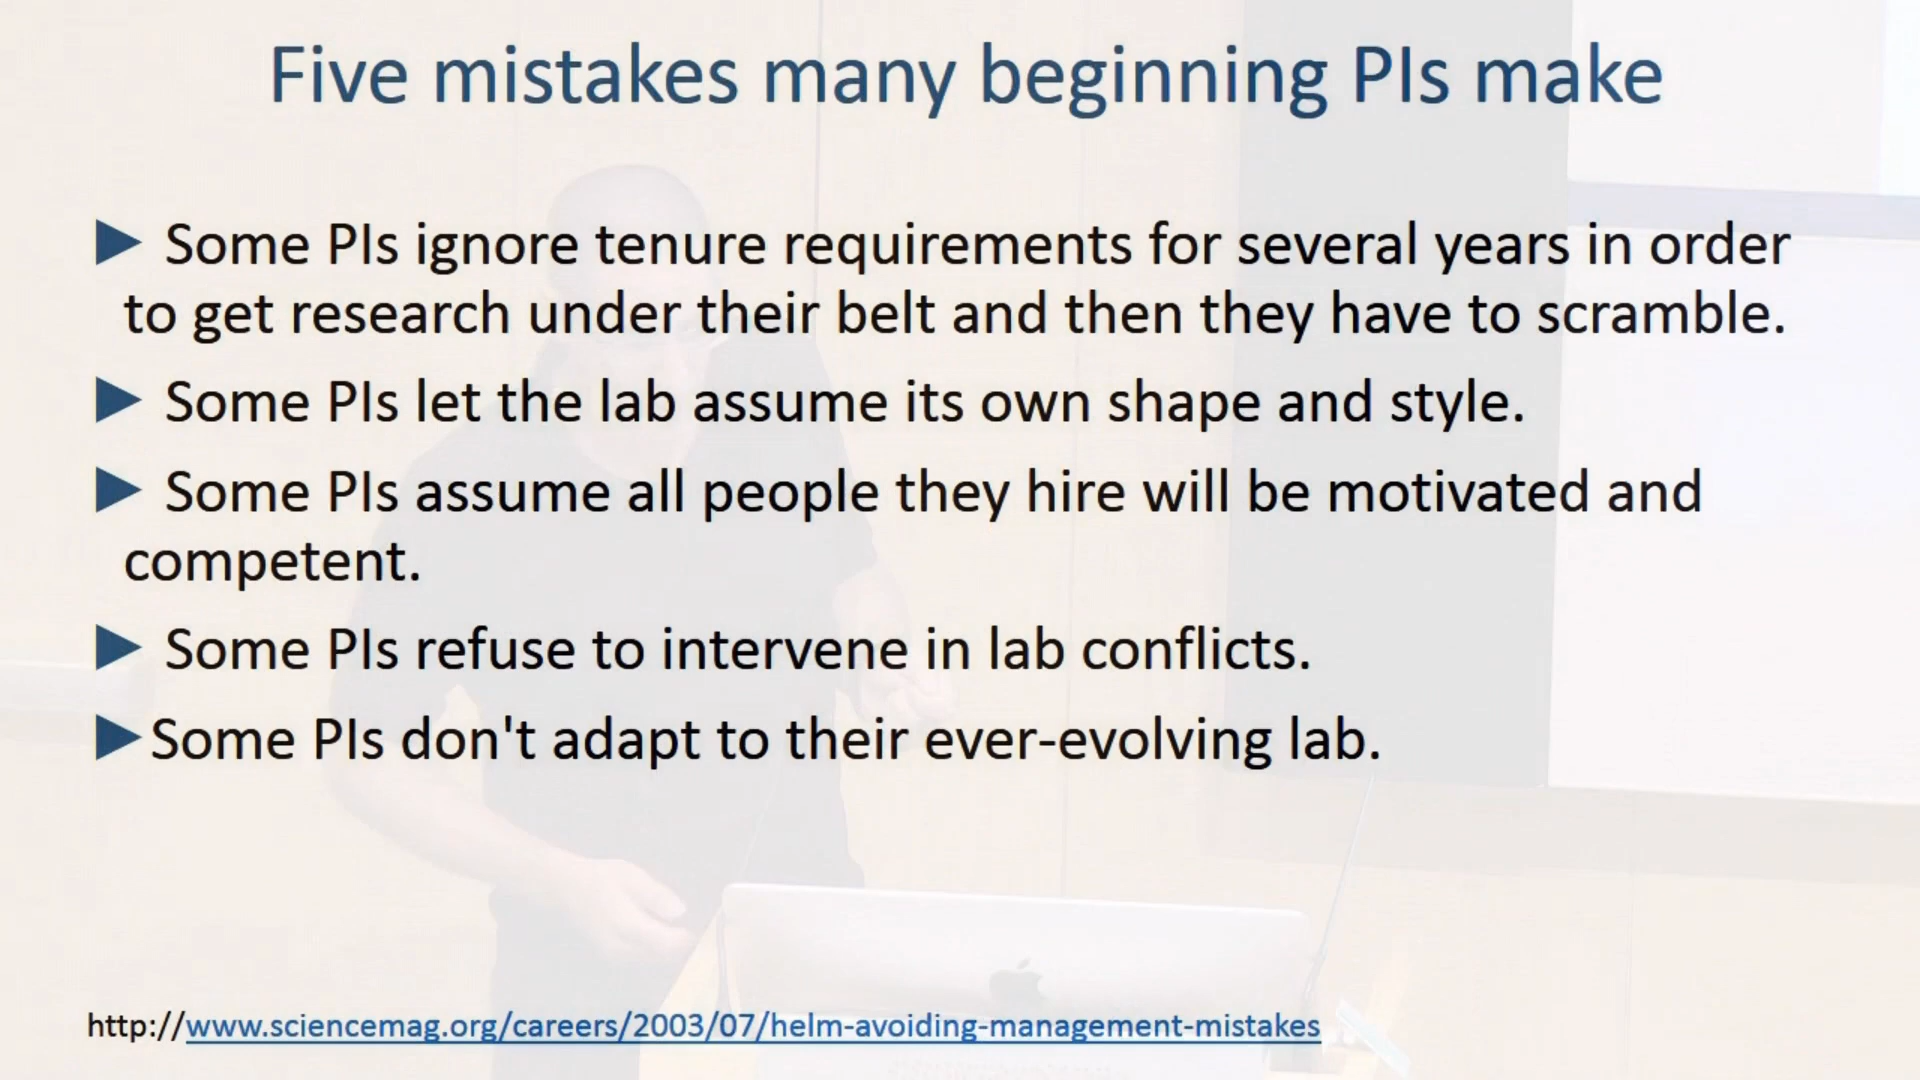 Five mistakes many beginning PIs make
▶ Some PIs ignore tenure requirements for several years in order
to get research under their belt and then they have to scramble.
▶ Some PIs let the lab assume its own shape and style.
▶ Some PIs assume all people they hire will be motivated and
competent.
▶ Some PIs refuse to intervene in lab conflicts.
▶Some PIs don't adapt to their ever-evolving lab.
http://www.sciencemag.org/careers/2003/07/helm-avoiding-management-mistakes